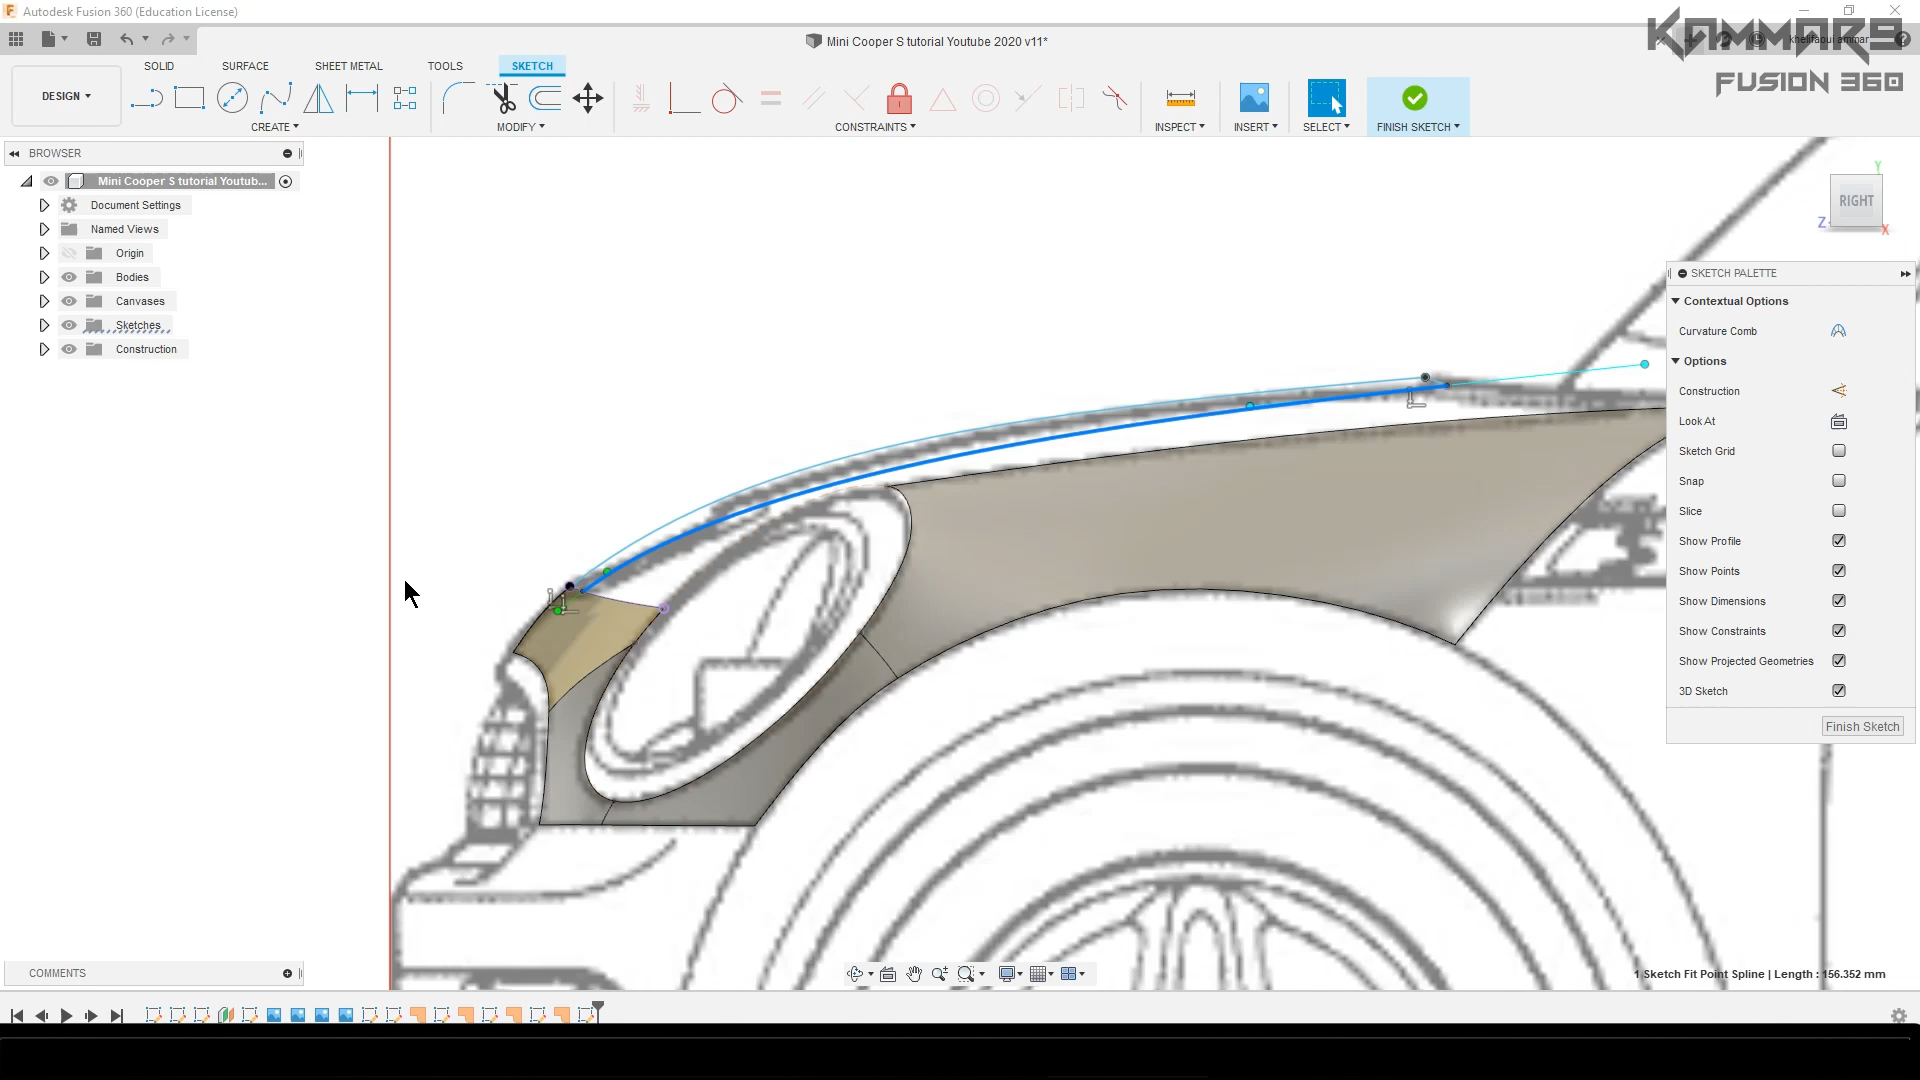 Autodesk Fusion 360 (Education License)
Mini Cooper S tutorial Youtube 2020 v11*
khelifaoui ammar
KAMMAR9
FUSION 360
SOLID
SURFACE
SHEET METAL
TOOLS
SKETCH
DESIGN
CREATE
MODIFY
CONSTRAINTS
INSPECT
INSERT
SELECT
FINISH SKETCH
BROWSER
Mini Cooper S tutorial Youtub...
Document Settings
Named Views
Origin
Bodies
Canvases
Sketches
Construction
Y
RIGHT
Z
X
SKETCH PALETTE
Contextual Options
Curvature Comb
Options
Construction
Look At
Sketch Grid
Snap
Slice
Show Profile
Show Points
Show Dimensions
Show Constraints
Show Projected Geometries
3D Sketch
Finish Sketch
COMMENTS
1 Sketch Fit Point Spline | Length : 156.352 mm